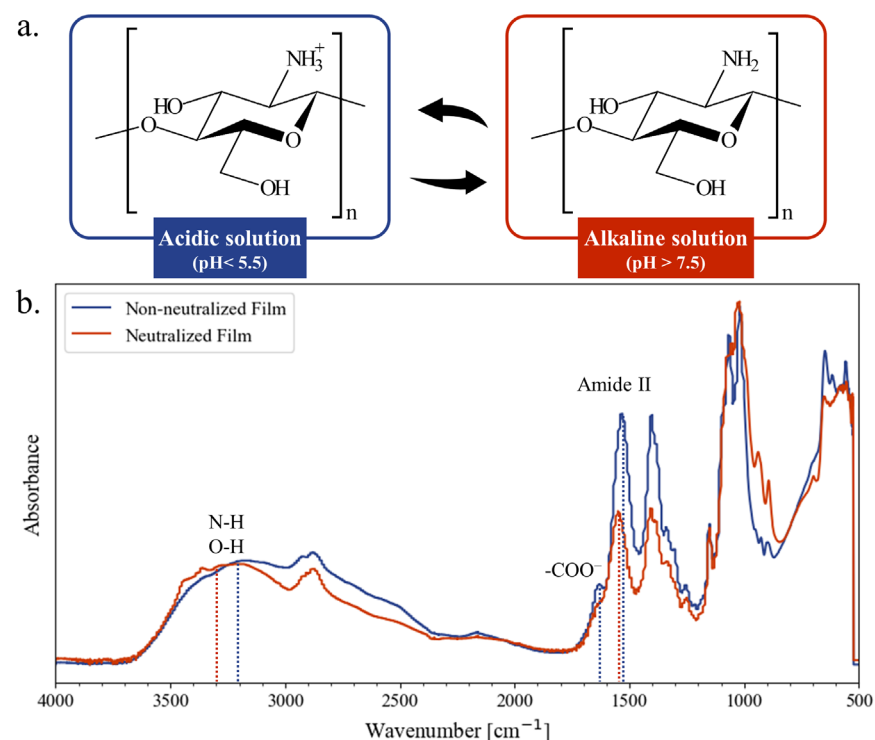 a.
NH₃⁺
HO
O
O
OH
n
Acidic solution
(pH< 5.5)
NH₂
HO
O
O
OH
n
Alkaline solution
(pH > 7.5)
b.
Non-neutralized Film
Neutralized Film
Amide II
N-H
O-H
-COO⁻
Absorbance
4000 3500 3000 2500 2000 1500 1000 500
Wavenumber [cm⁻¹]